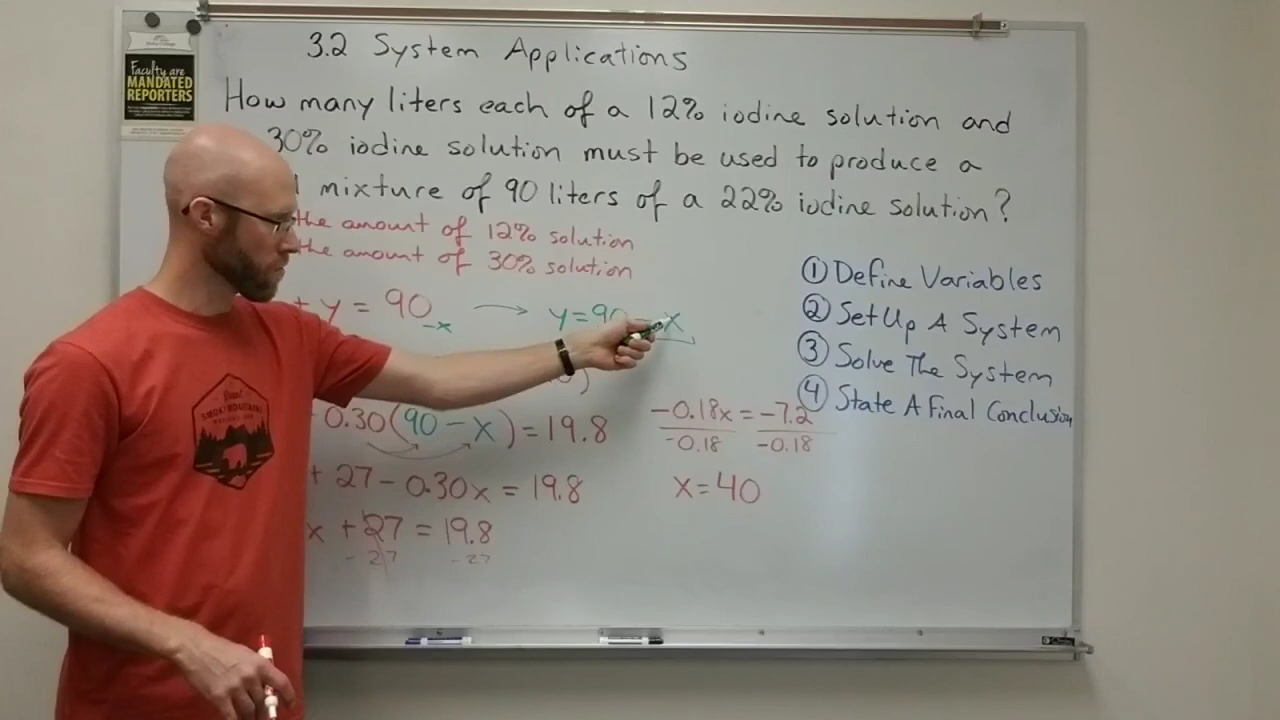 3.2 System Applications
Faculty are
MANDATED
REPORTERS
How many liters each of a 12% iodine solution and
30% iodine solution must be used to produce a
mixture of 90 liters of a 22% iodine solution?
the amount of 12% solution
the amount of 30% solution
① Define Variables
② Set Up A System
③ Solve The System
④ State A Final Conclusion
+ y = 90 → y = 90 - x
-x
0.30(90 - x) = 19.8
+ 27 - 0.30x = 19.8
x + 27 = 19.8
- 27 - 27
-0.18x = -7.2
-0.18 -0.18
x = 40
SMOKY MOUNTAINS